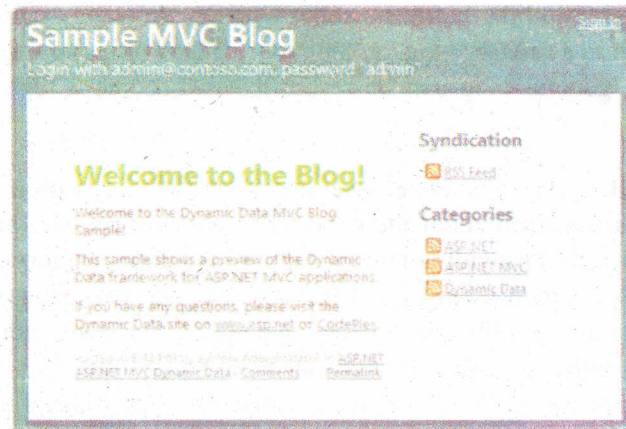 Sign In
Sample MVC Blog
Login with admin@contoso.com, password "admin"
Welcome to the Blog!
Welcome to the Dynamic Data MVC Blog
Sample!
This sample shows a preview of the Dynamic
Data framework for ASP.NET MVC applications.
If you have any questions, please visit the
Dynamic Data site on www.asp.net or CodePlex.
ASP.NET
ASP.NET MVC Dynamic Data Comments Permalink
Syndication
RSS Feed
Categories
ASP.NET
ASP.NET MVC
Dynamic Data